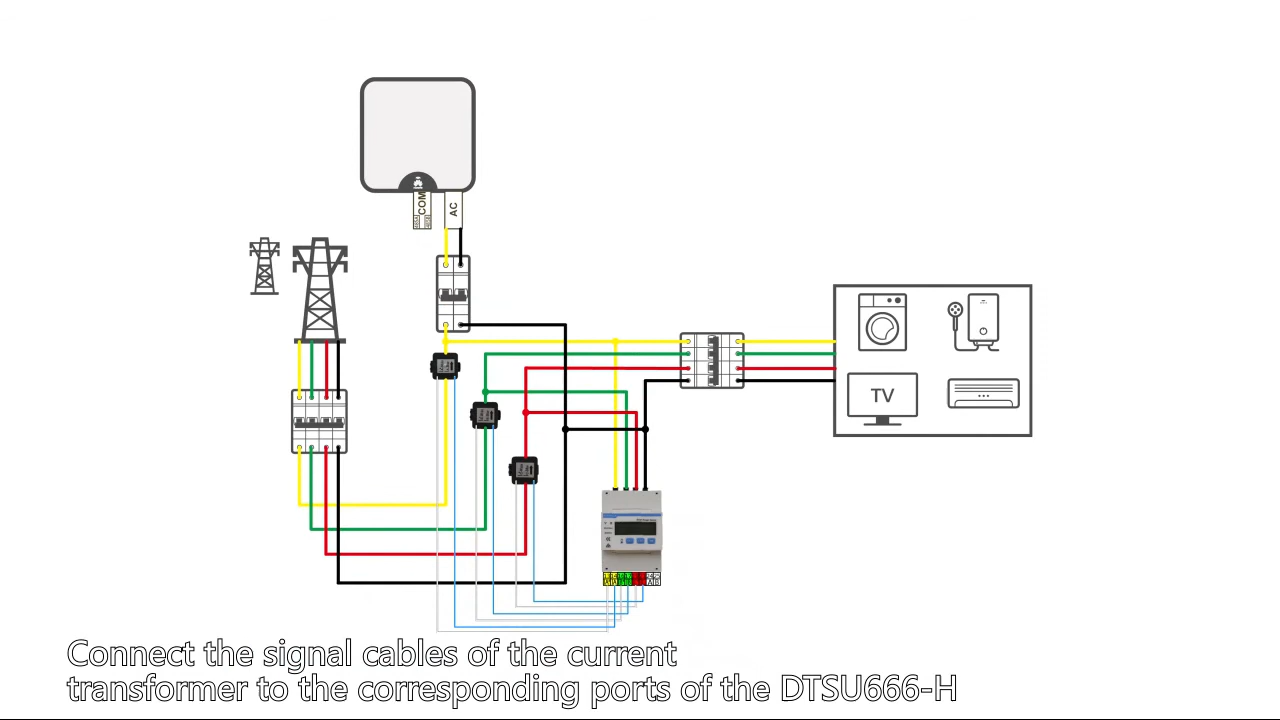 COM
AC
TV
Connect the signal cables of the current
transformer to the corresponding ports of the DTSU666-H